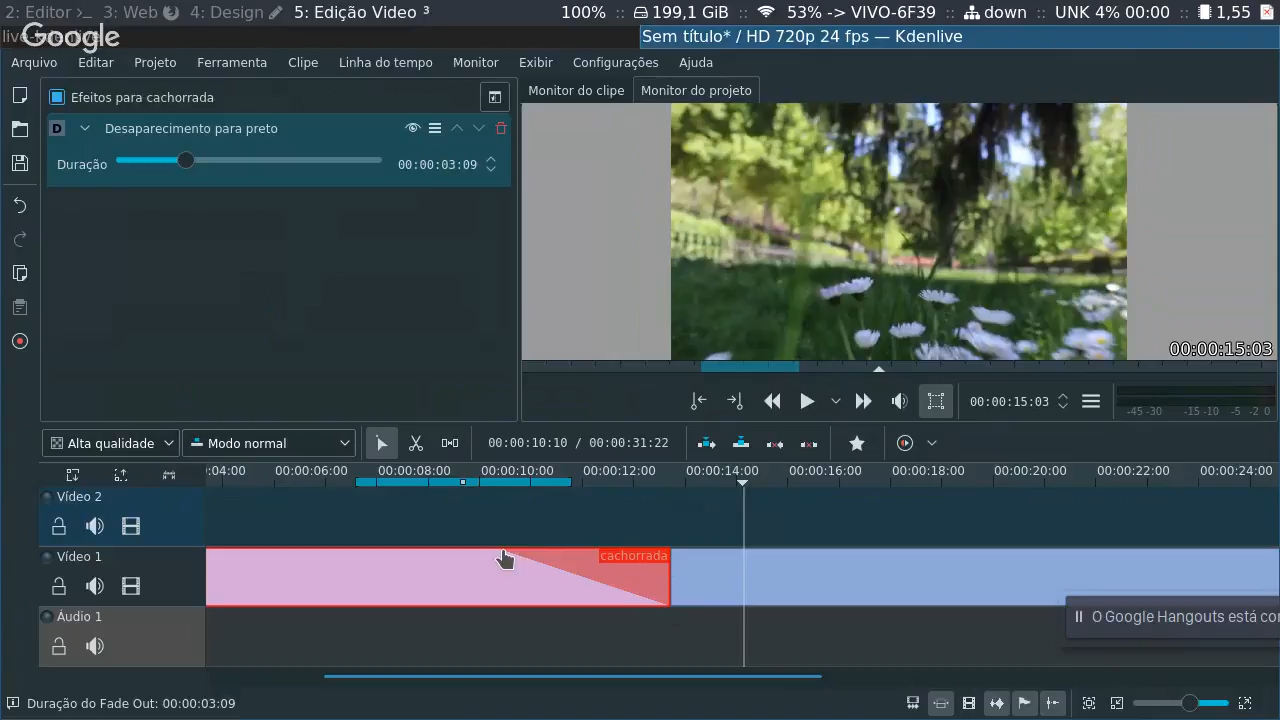 2: Editor >_ 3: Web 4: Design 5: Edição Video ³ 100% :: 199,1 GiB :: 53% -> VIVO-6F39 :: down :: UNK 4% 00:00 :: 1,55
Google
Sem título* / HD 720p 24 fps — Kdenlive
Arquivo Editar Projeto Ferramenta Clipe Linha do tempo Monitor Exibir Configurações Ajuda
Efeitos para cachorrada
Monitor do clipe Monitor do projeto
D Desaparecimento para preto
Duração 00:00:03:09
00:00:15:03
00:00:15:03
-45 -30 -15 -10 -5 -2 0
Alta qualidade Modo normal 00:00:10:10 / 00:00:31:22
:04:00 00:00:06:00 00:00:08:00 00:00:10:00 00:00:12:00 00:00:14:00 00:00:16:00 00:00:18:00 00:00:20:00 00:00:22:00 00:00:24:00
Vídeo 2
Vídeo 1
cachorrada
Áudio 1
O Google Hangouts está co
Duração do Fade Out: 00:00:03:09